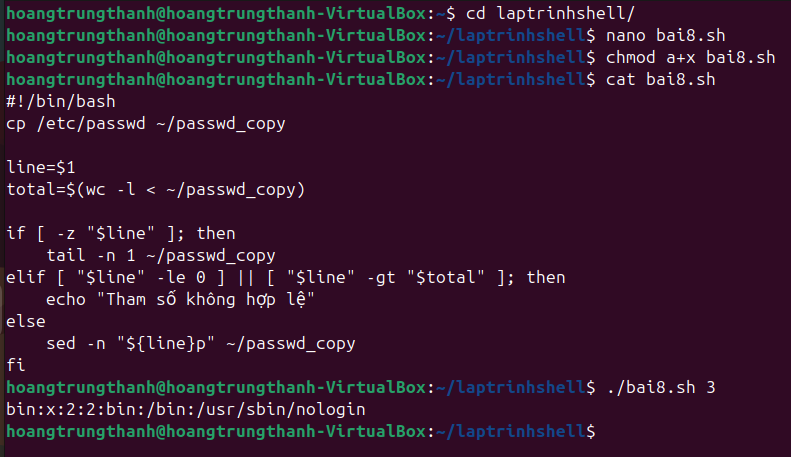 hoangtrungthanh@hoangtrungthanh-VirtualBox:~$ cd laptrinhshell/
hoangtrungthanh@hoangtrungthanh-VirtualBox:~/laptrinhshell$ nano bai8.sh
hoangtrungthanh@hoangtrungthanh-VirtualBox:~/laptrinhshell$ chmod a+x bai8.sh
hoangtrungthanh@hoangtrungthanh-VirtualBox:~/laptrinhshell$ cat bai8.sh
#!/bin/bash
cp /etc/passwd ~/passwd_copy

line=$1
total=$(wc -l < ~/passwd_copy)

if [ -z "$line" ]; then
    tail -n 1 ~/passwd_copy
elif [ "$line" -le 0 ] || [ "$line" -gt "$total" ]; then
    echo "Tham số không hợp lệ"
else
    sed -n "${line}p" ~/passwd_copy
fi
hoangtrungthanh@hoangtrungthanh-VirtualBox:~/laptrinhshell$ ./bai8.sh 3
bin:x:2:2:bin:/bin:/usr/sbin/nologin
hoangtrungthanh@hoangtrungthanh-VirtualBox:~/laptrinhshell$